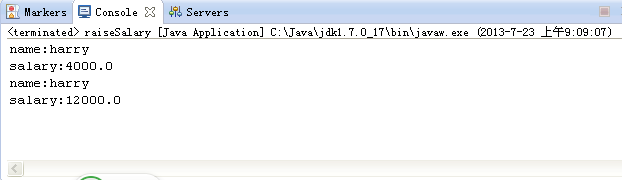 Markers Console Servers
<terminated> raiseSalary [Java Application] C:\Java\jdk1.7.0_17\bin\javaw.exe (2013-7-23 上午9:09:07)
name:harry
salary:4000.0
name:harry
salary:12000.0